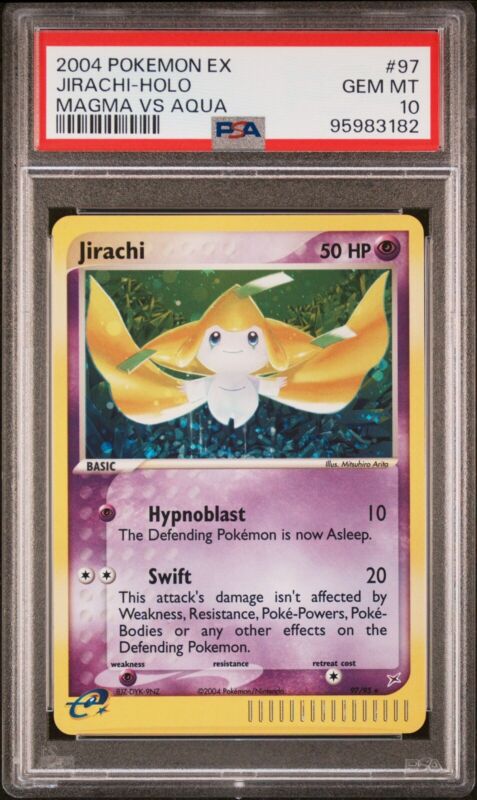 2004 POKEMON EX #97
JIRACHI-HOLO GEM MT
MAGMA VS AQUA 10
PSA 95983182
Jirachi 50 HP
BASIC Illus. Mitsuhiro Arita
Hypnoblast 10
The Defending Pokémon is now Asleep.
Swift 20
This attack's damage isn't affected by
Weakness, Resistance, Poké-Powers, Poké-
Bodies or any other effects on the
Defending Pokémon.
weakness resistance retreat cost
©2004 Pokémon/Nintendo. 97/95
e
PSA